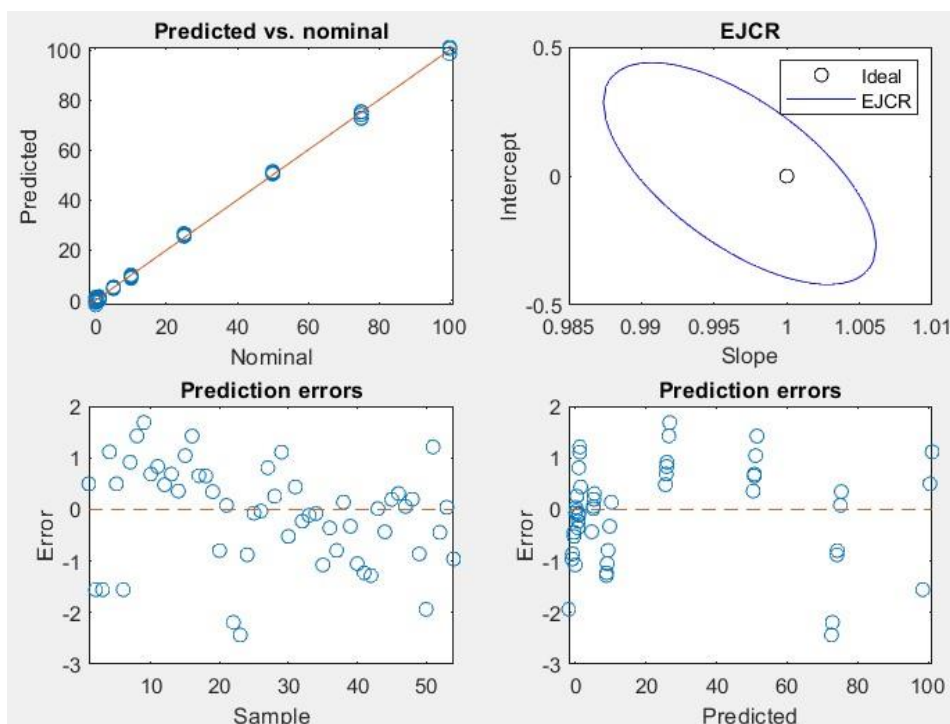 Predicted vs. nominal
100
80
60
40
20
0
Predicted
0 20 40 60 80 100
Nominal
EJCR
0.5
0
-0.5
Intercept
Ideal
EJCR
0.985 0.99 0.995 1 1.005 1.01
Slope
Prediction errors
2
1
0
-1
-2
-3
Error
10 20 30 40 50
Sample
Prediction errors
2
1
0
-1
-2
-3
Error
0 20 40 60 80 100
Predicted